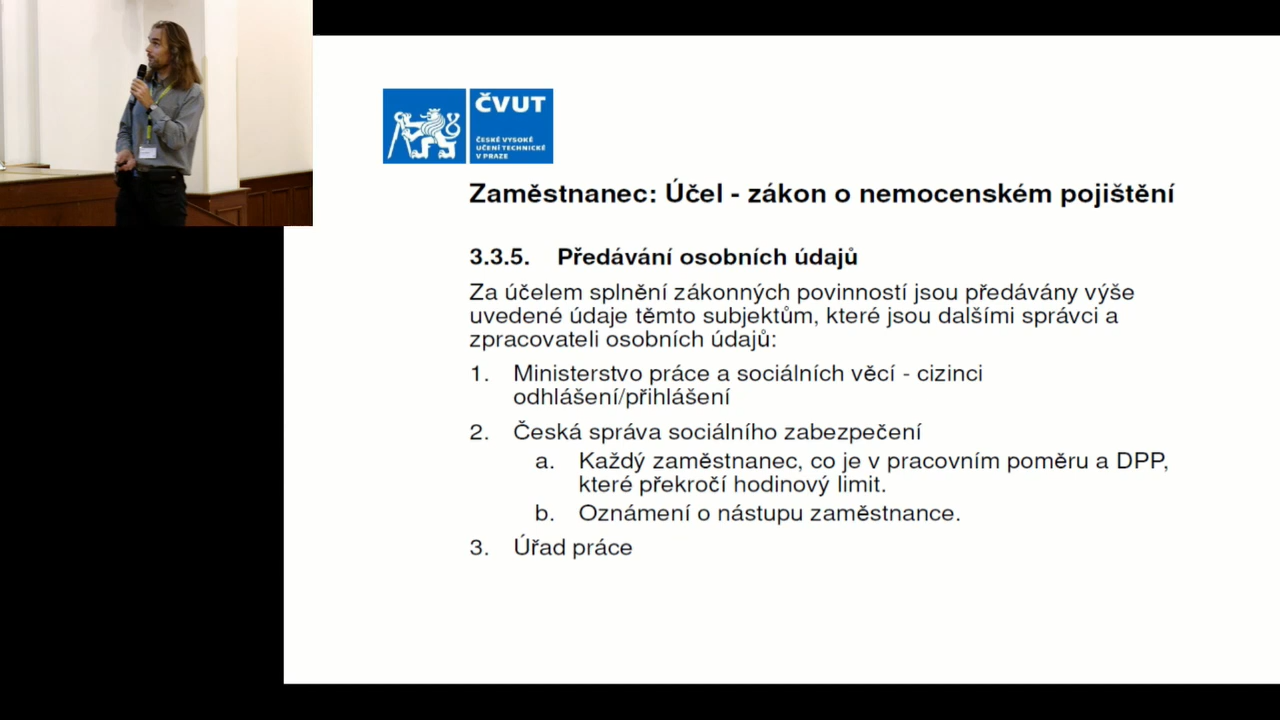 ČVUT
ČESKÉ VYSOKÉ
UČENÍ TECHNICKÉ
V PRAZE
Zaměstnanec: Účel - zákon o nemocenském pojištění
3.3.5. Předávání osobních údajů
Za účelem splnění zákonných povinností jsou předávány výše
uvedené údaje těmto subjektům, které jsou dalšími správci a
zpracovateli osobních údajů:
1. Ministerstvo práce a sociálních věcí - cizinci
odhlášení/přihlášení
2. Česká správa sociálního zabezpečení
a. Každý zaměstnanec, co je v pracovním poměru a DPP,
které překročí hodinový limit.
b. Oznámení o nástupu zaměstnance.
3. Úřad práce